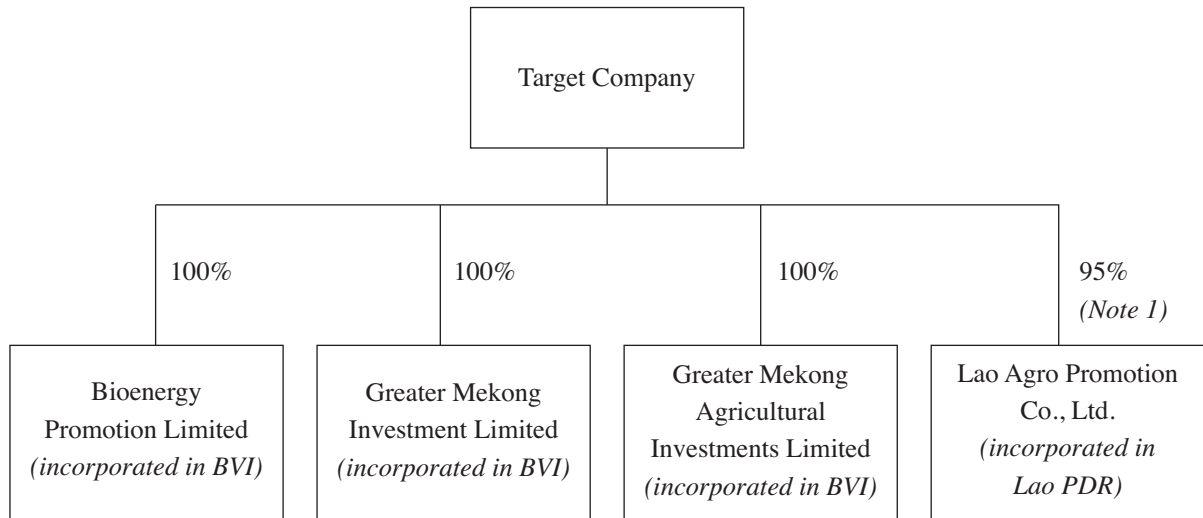 Target Company
100%
100%
100%
95%
(Note 1)
Bioenergy
Promotion Limited
(incorporated in BVI)
Greater Mekong
Investment Limited
(incorporated in BVI)
Greater Mekong
Agricultural
Investments Limited
(incorporated in BVI)
Lao Agro Promotion
Co., Ltd.
(incorporated in
Lao PDR)